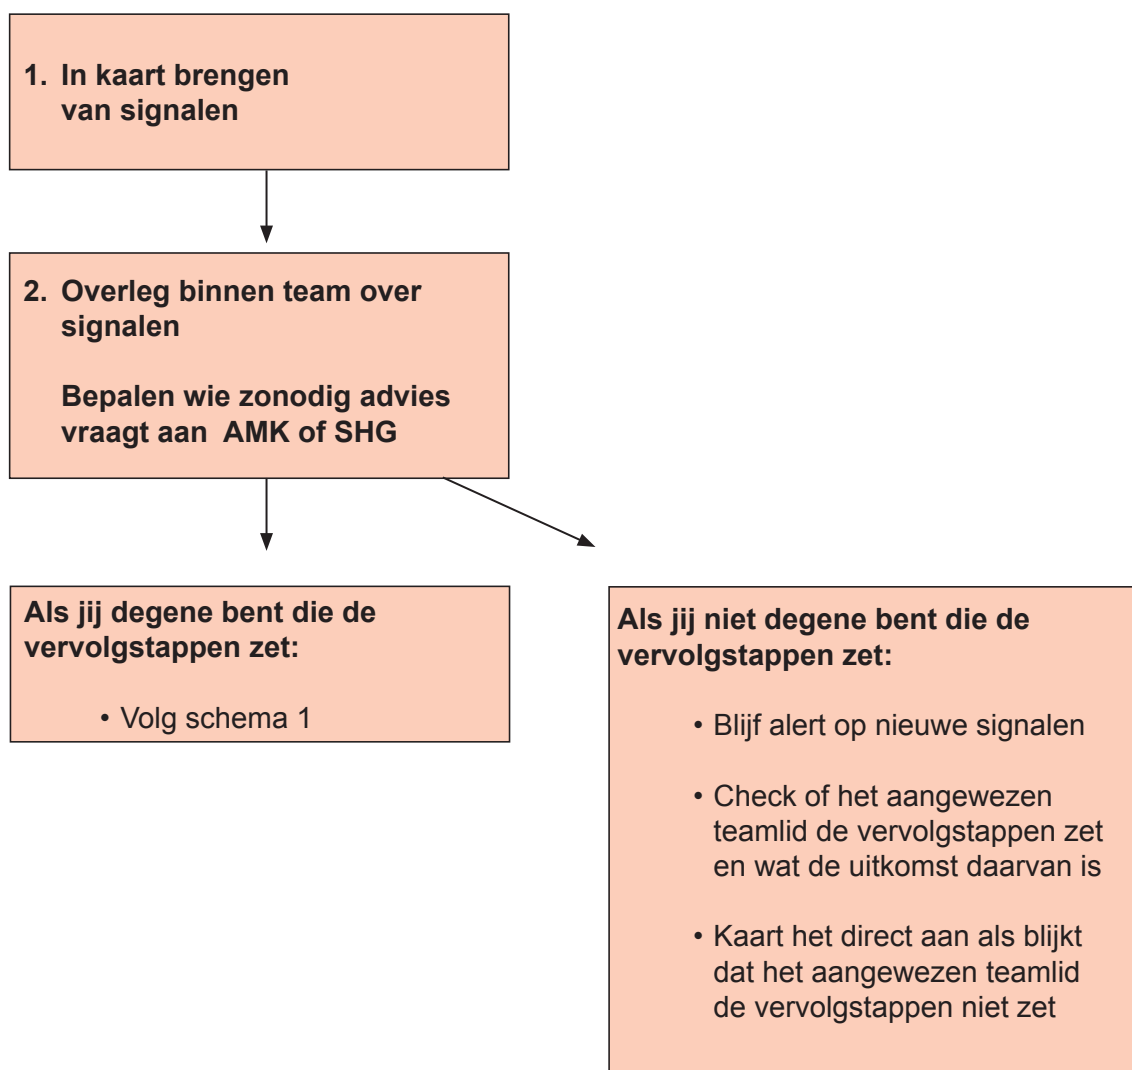 1. In kaart brengen
van signalen
2. Overleg binnen team over
signalen
Bepalen wie zonodig advies
vraagt aan AMK of SHG
Als jij degene bent die de
vervolgstappen zet:
• Volg schema 1
Als jij niet degene bent die de
vervolgstappen zet:
• Blijf alert op nieuwe signalen
• Check of het aangewezen
teamlid de vervolgstappen zet
en wat de uitkomst daarvan is
• Kaart het direct aan als blijkt
dat het aangewezen teamlid
de vervolgstappen niet zet